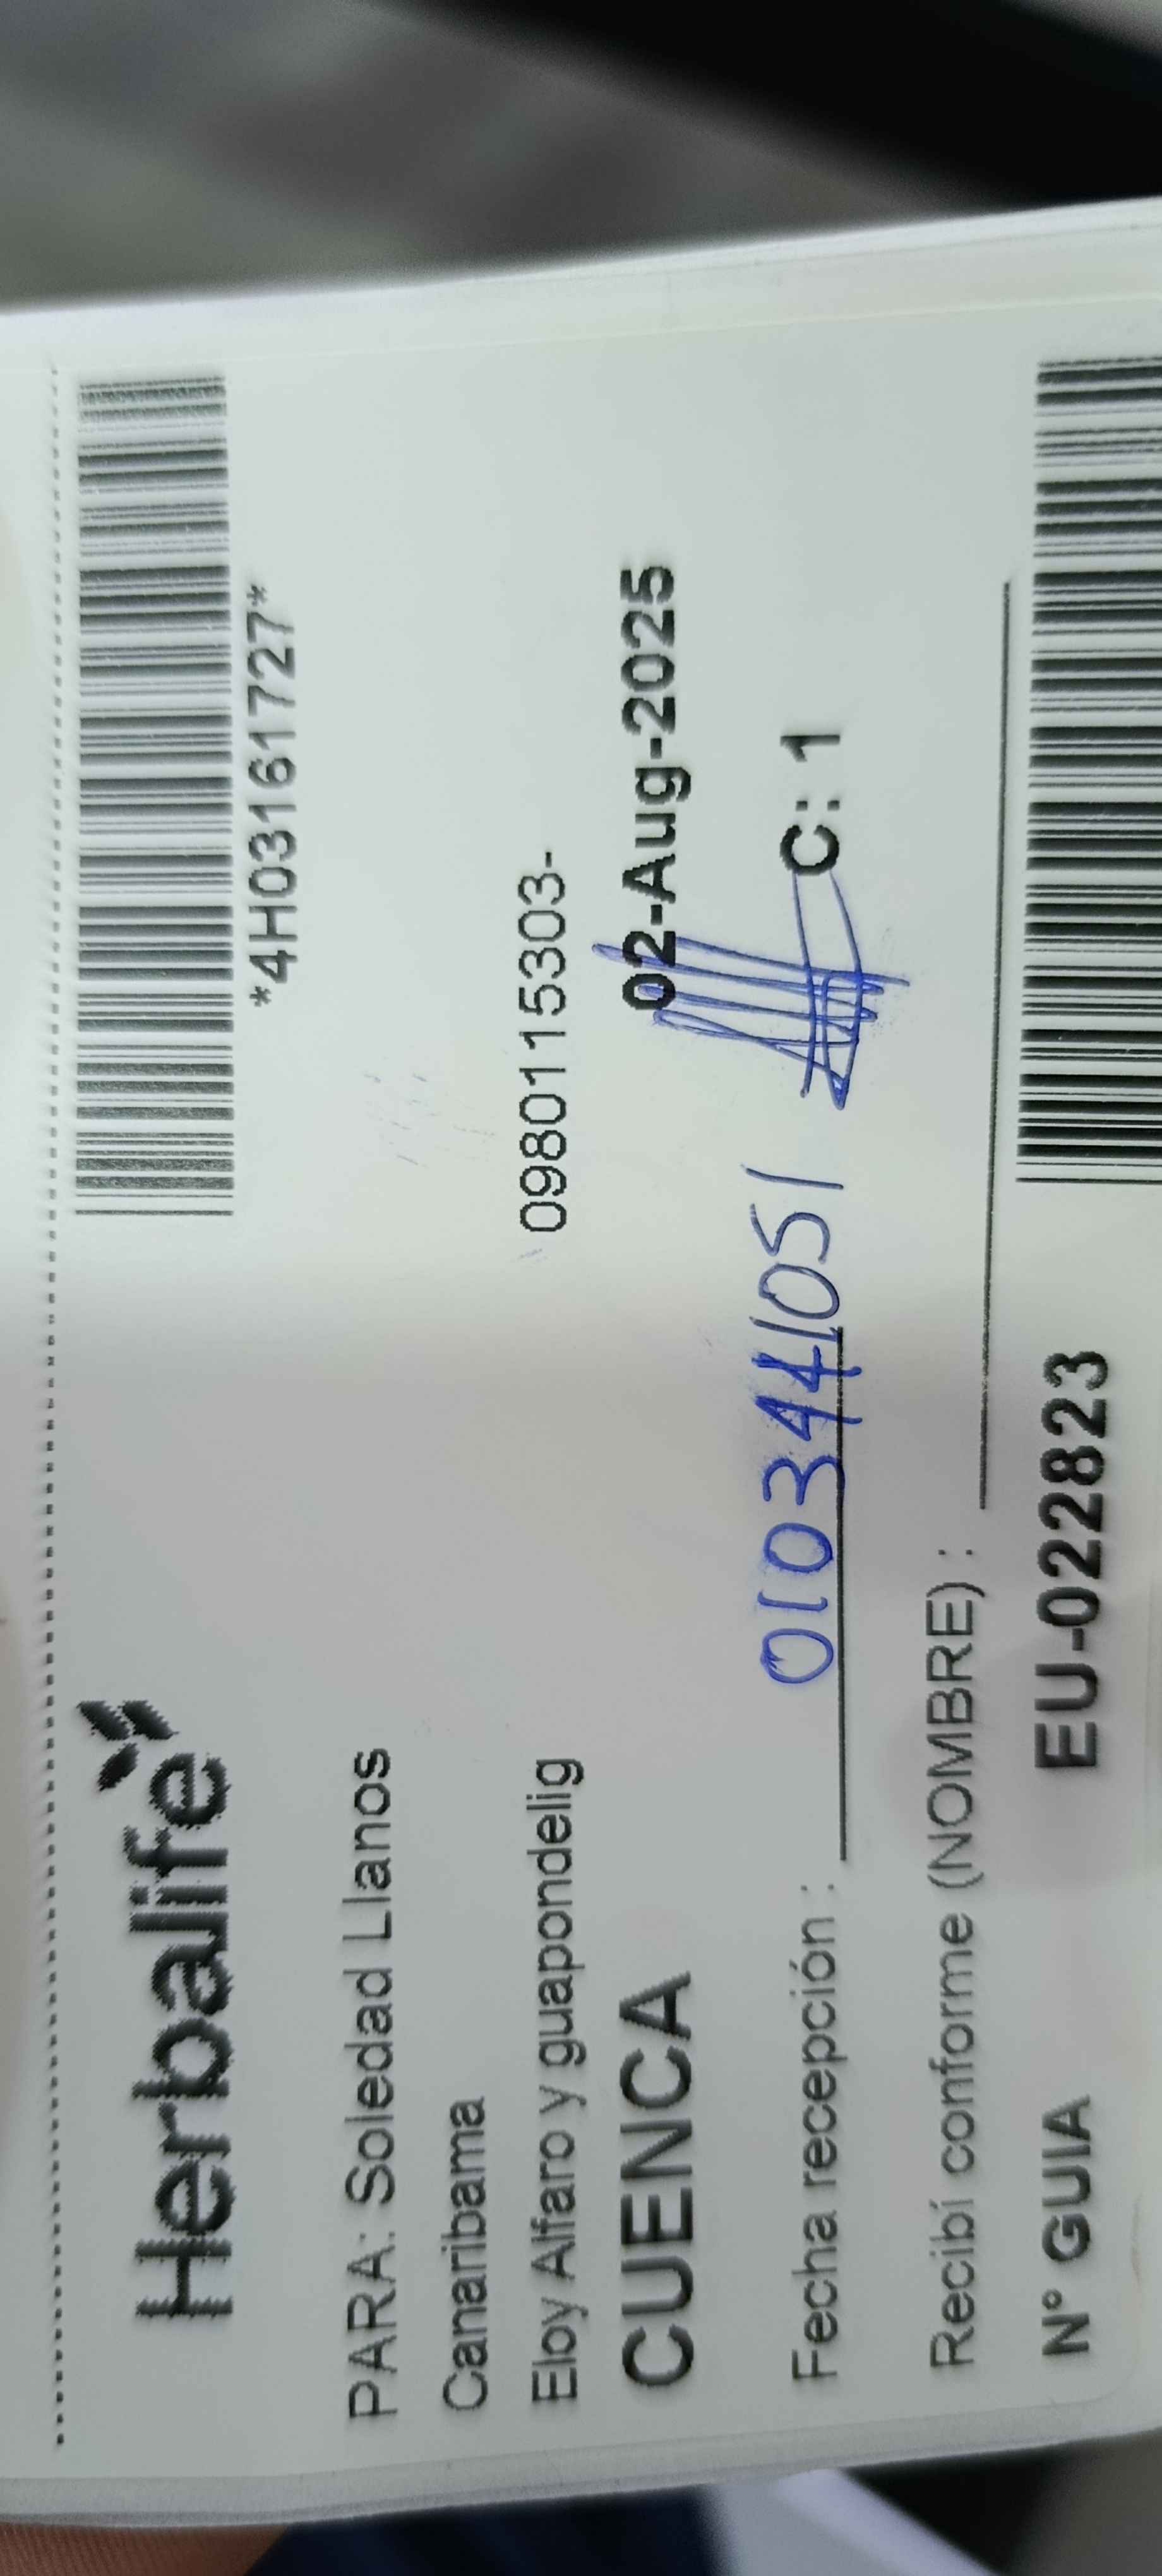 Herbalife
*4H03161727*
PARA: Soledad Llanos
Canaribama
Eloy Alfaro y guapondelig 0980115303-
CUENCA 02-Aug-2025
Fecha recepción : 0103441051 C: 1
Recibí conforme (NOMBRE) :
N° GUIA EU-022823